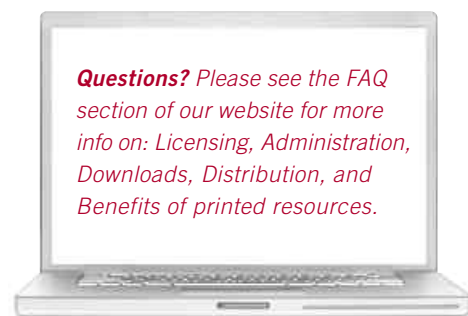 Questions? Please see the FAQ
section of our website for more
info on: Licensing, Administration,
Downloads, Distribution, and
Benefits of printed resources.